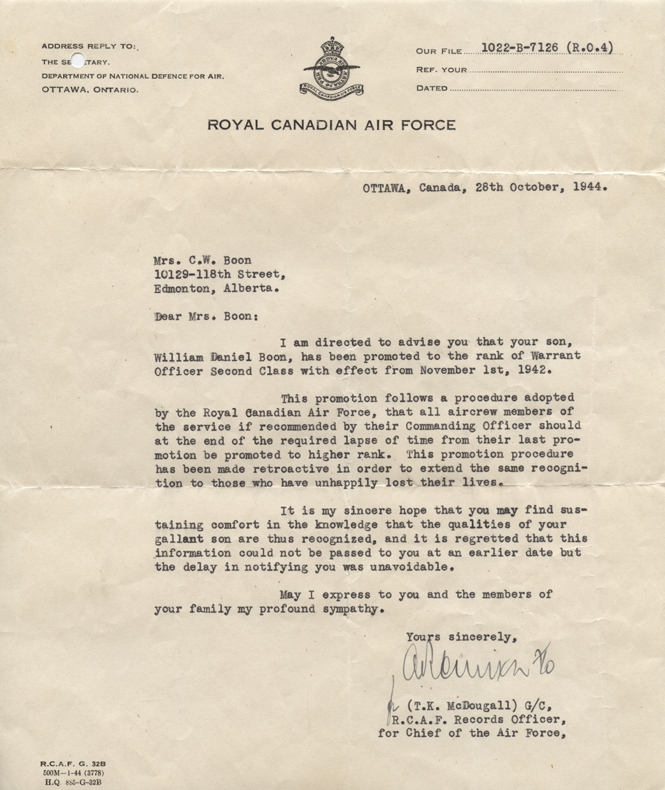 ADDRESS REPLY TO:
THE SE TARY,
DEPARTMENT OF NATIONAL DEFENCE FOR AIR,
OTTAWA, ONTARIO.
OUR FILE 1022-B-7126 (R.O.4)
REF. YOUR
DATED
ROYAL CANADIAN AIR FORCE
OTTAWA, Canada, 28th October, 1944.
Mrs. C.W. Boon
10129-118th Street,
Edmonton, Alberta.
Dear Mrs. Boon:
I am directed to advise you that your son,
William Daniel Boon, has been promoted to the rank of Warrant
Officer Second Class with effect from November 1st, 1942.
This promotion follows a procedure adopted
by the Royal Canadian Air Force, that all aircrew members of
the service if recommended by their Commanding Officer should
at the end of the required lapse of time from their last pro-
motion be promoted to higher rank. This promotion procedure
has been made retroactive in order to extend the same recogni-
tion to those who have unhappily lost their lives.
It is my sincere hope that you may find sus-
taining comfort in the knowledge that the qualities of your
gallant son are thus recognized, and it is regretted that this
information could not be passed to you at an earlier date but
the delay in notifying you was unavoidable.
May I express to you and the members of
your family my profound sympathy.
Yours sincerely,
(T.K. McDougall) G/C,
R.C.A.F. Records Officer,
for Chief of the Air Force,
R.C.A.F. G. 32B
500M—1-44 (3778)
H.Q. 885-G-32B